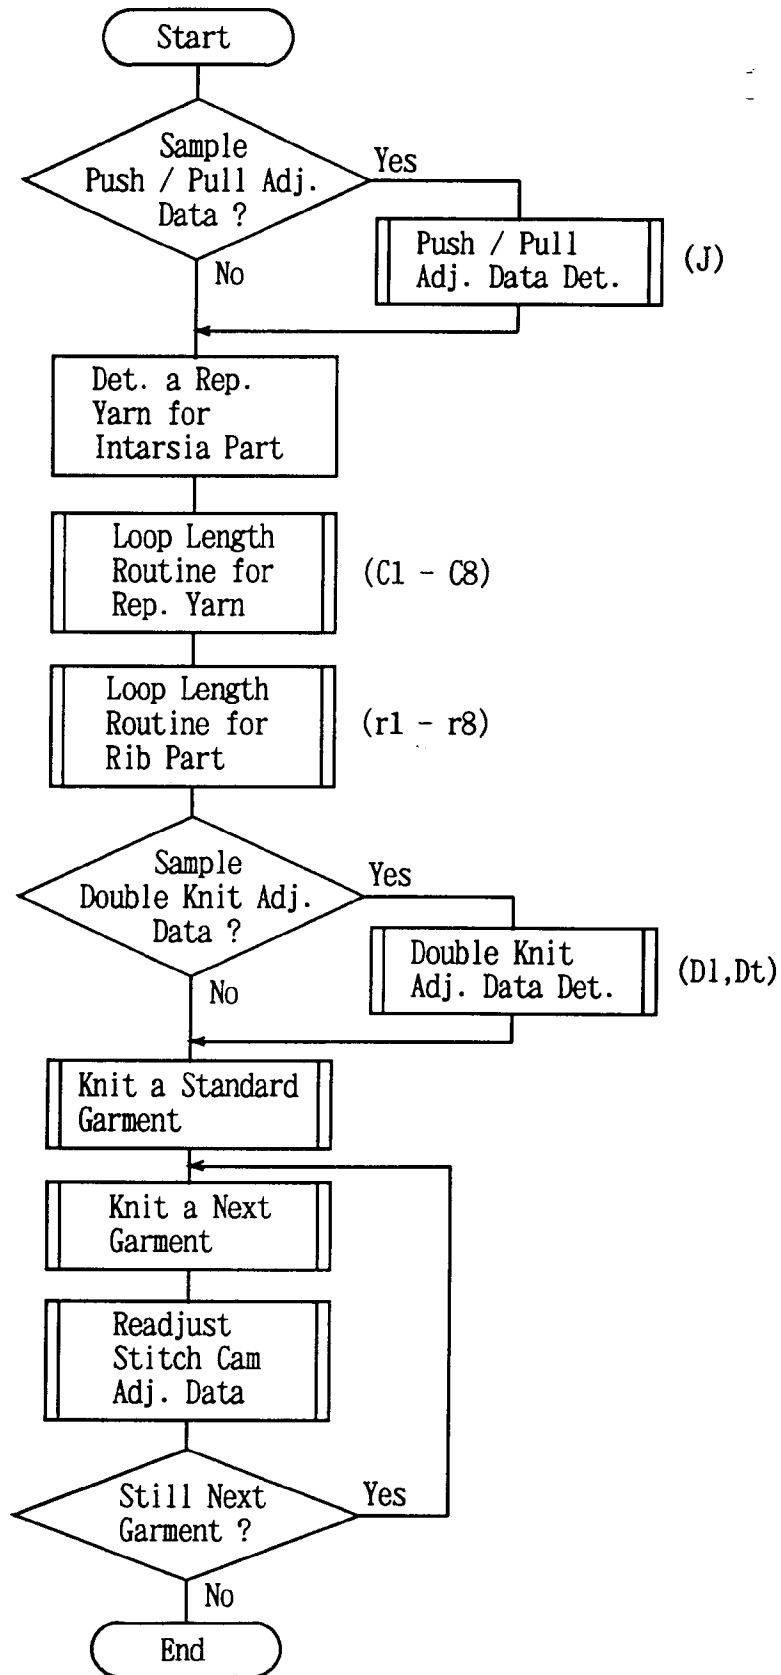 Start
Sample
Push / Pull Adj.
Data ?
Yes
Push / Pull
Adj. Data Det.
(J)
No
Det. a Rep.
Yarn for
Intarsia Part
Loop Length
Routine for
Rep. Yarn
(C1 - C8)
Loop Length
Routine for
Rib Part
(r1 - r8)
Sample
Double Knit Adj.
Data ?
Yes
Double Knit
Adj. Data Det.
(D1,Dt)
No
Knit a Standard
Garment
Knit a Next
Garment
Readjust
Stitch Cam
Adj. Data
Still Next
Garment ?
Yes
No
End